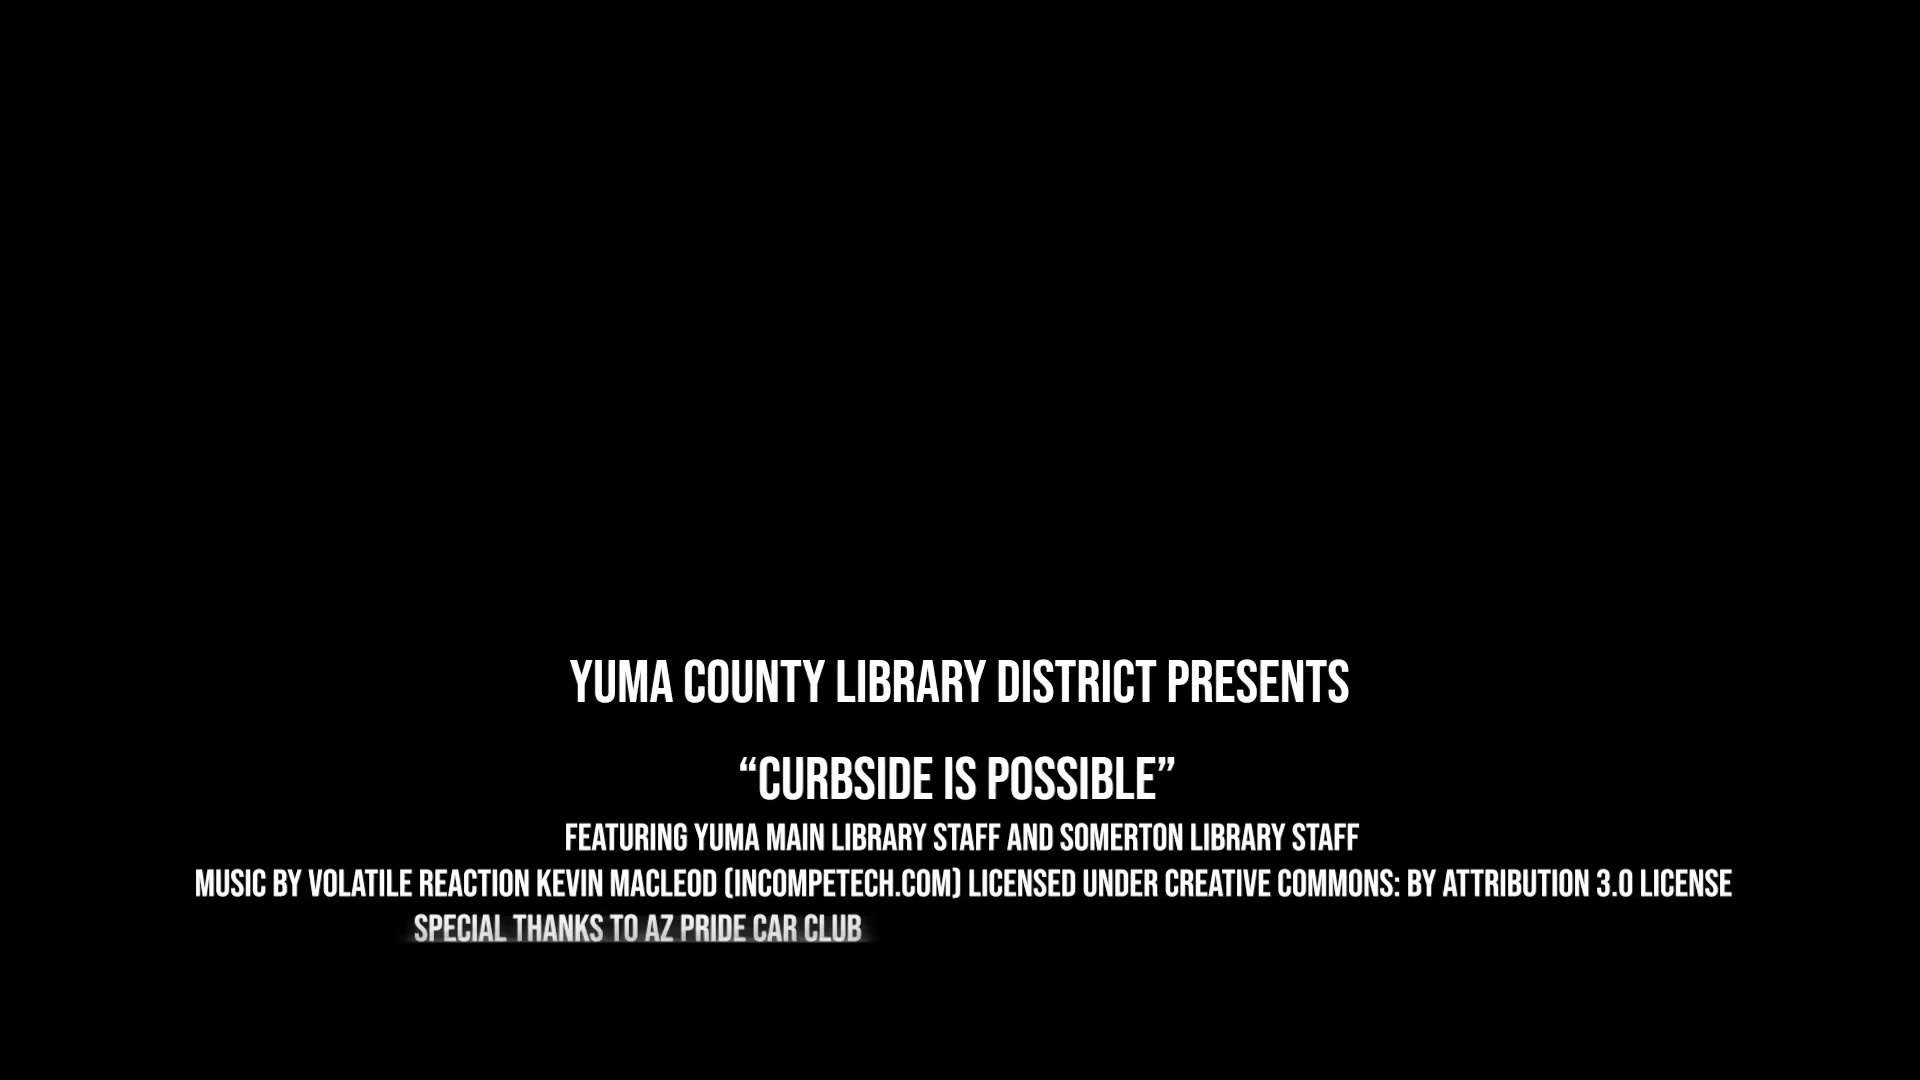 YUMA COUNTY LIBRARY DISTRICT PRESENTS
“CURBSIDE IS POSSIBLE”
FEATURING YUMA MAIN LIBRARY STAFF AND SOMERTON LIBRARY STAFF
MUSIC BY VOLATILE REACTION KEVIN MACLEOD (INCOMPETECH.COM) LICENSED UNDER CREATIVE COMMONS: BY ATTRIBUTION 3.0 LICENSE
SPECIAL THANKS TO AZ PRIDE CAR CLUB